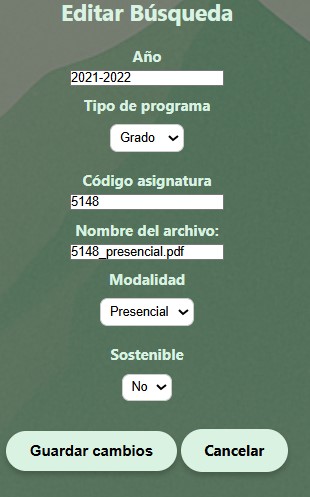 Editar Búsqueda
Año
2021-2022
Tipo de programa
Grado
Código asignatura
5148
Nombre del archivo:
5148_presencial.pdf
Modalidad
Presencial
Sostenible
No
Guardar cambios
Cancelar